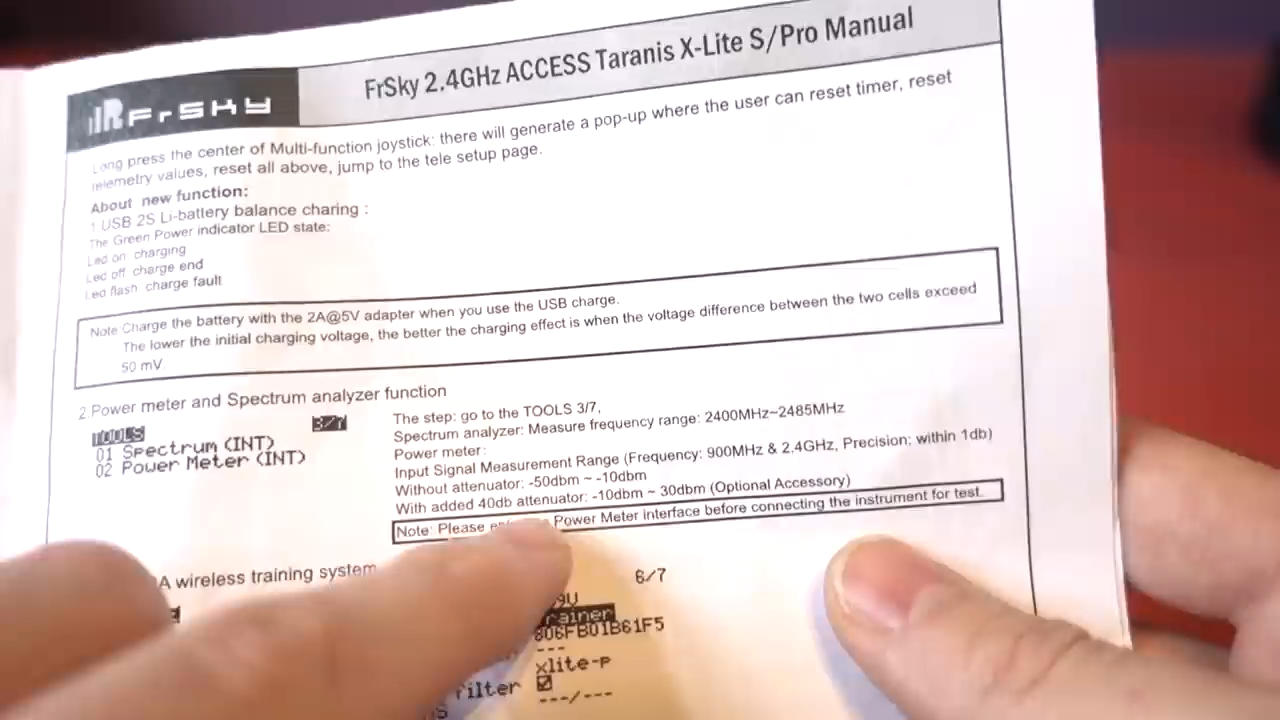 FrSKY
FrSky 2.4GHz ACCESS Taranis X-Lite S/Pro Manual
Long press the center of Multi-function joystick: there will generate a pop-up where the user can reset timer, reset
telemetry values, reset all above, jump to the tele setup page.
About new function:
1 USB 2S Li-battery balance charing :
The Green Power indicator LED state:
Led on charging
Led off charge end
Led flash charge fault
Note:Charge the battery with the 2A@5V adapter when you use the USB charge.
The lower the initial charging voltage, the better the charging effect is when the voltage difference between the two cells exceed
50 mV.
2 Power meter and Spectrum analyzer function
TOOLS 3/7
01 Spectrum (INT)
02 Power Meter (INT)
The step: go to the TOOLS 3/7,
Spectrum analyzer: Measure frequency range: 2400MHz~2485MHz
Power meter:
Input Signal Measurement Range (Frequency: 900MHz & 2.4GHz, Precision: within 1db)
Without attenuator: -50dbm ~ -10dbm
With added 40db attenuator: -10dbm ~ 30dbm (Optional Accessory)
Note: Please Power Meter interface before connecting the instrument for test.
A wireless training system
6/7
806FB01B61F5
---
xlite-p
---/---